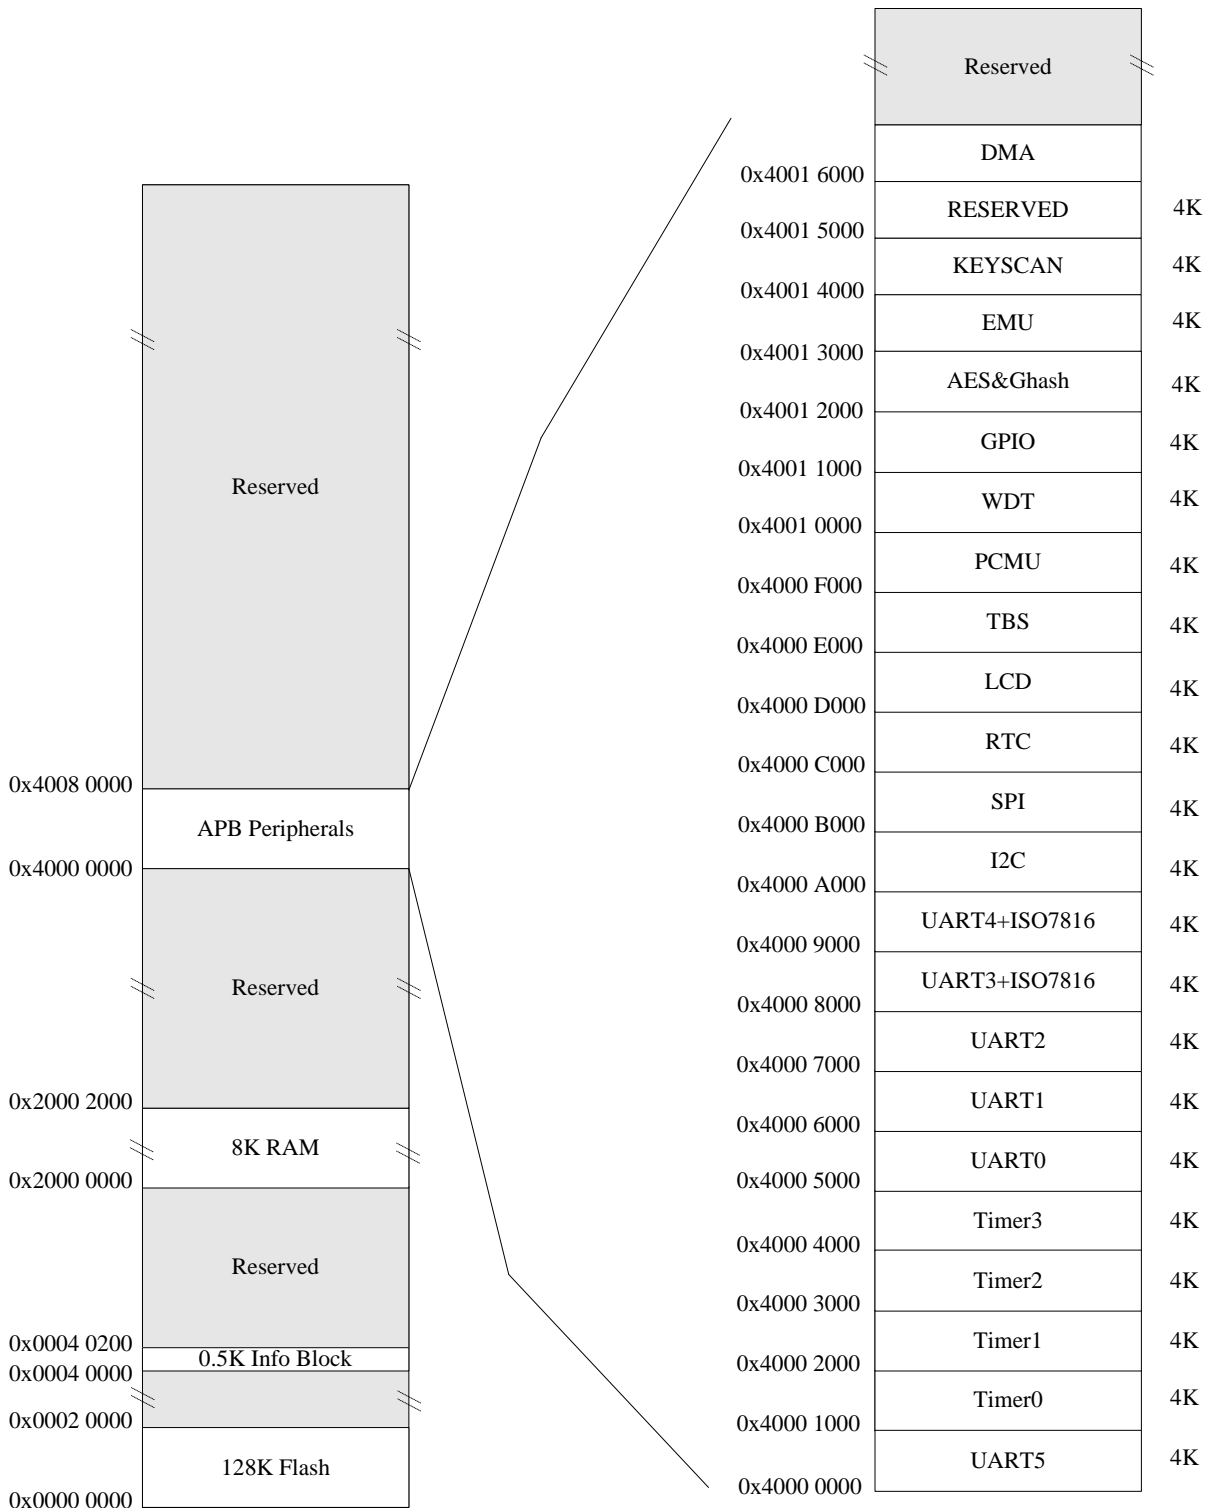 Reserved
0x4008 0000
APB Peripherals
0x4000 0000
Reserved
0x2000 2000
8K RAM
0x2000 0000
Reserved
0x0004 0200
0.5K Info Block
0x0004 0000
0x0002 0000
128K Flash
0x0000 0000
Reserved
DMA
0x4001 6000
RESERVED 4K
0x4001 5000
KEYSCAN 4K
0x4001 4000
EMU 4K
0x4001 3000
AES&Ghash 4K
0x4001 2000
GPIO 4K
0x4001 1000
WDT 4K
0x4001 0000
PCMU 4K
0x4000 F000
TBS 4K
0x4000 E000
LCD 4K
0x4000 D000
RTC 4K
0x4000 C000
SPI 4K
0x4000 B000
I2C 4K
0x4000 A000
UART4+ISO7816 4K
0x4000 9000
UART3+ISO7816 4K
0x4000 8000
UART2 4K
0x4000 7000
UART1 4K
0x4000 6000
UART0 4K
0x4000 5000
Timer3 4K
0x4000 4000
Timer2 4K
0x4000 3000
Timer1 4K
0x4000 2000
Timer0 4K
0x4000 1000
UART5 4K
0x4000 0000